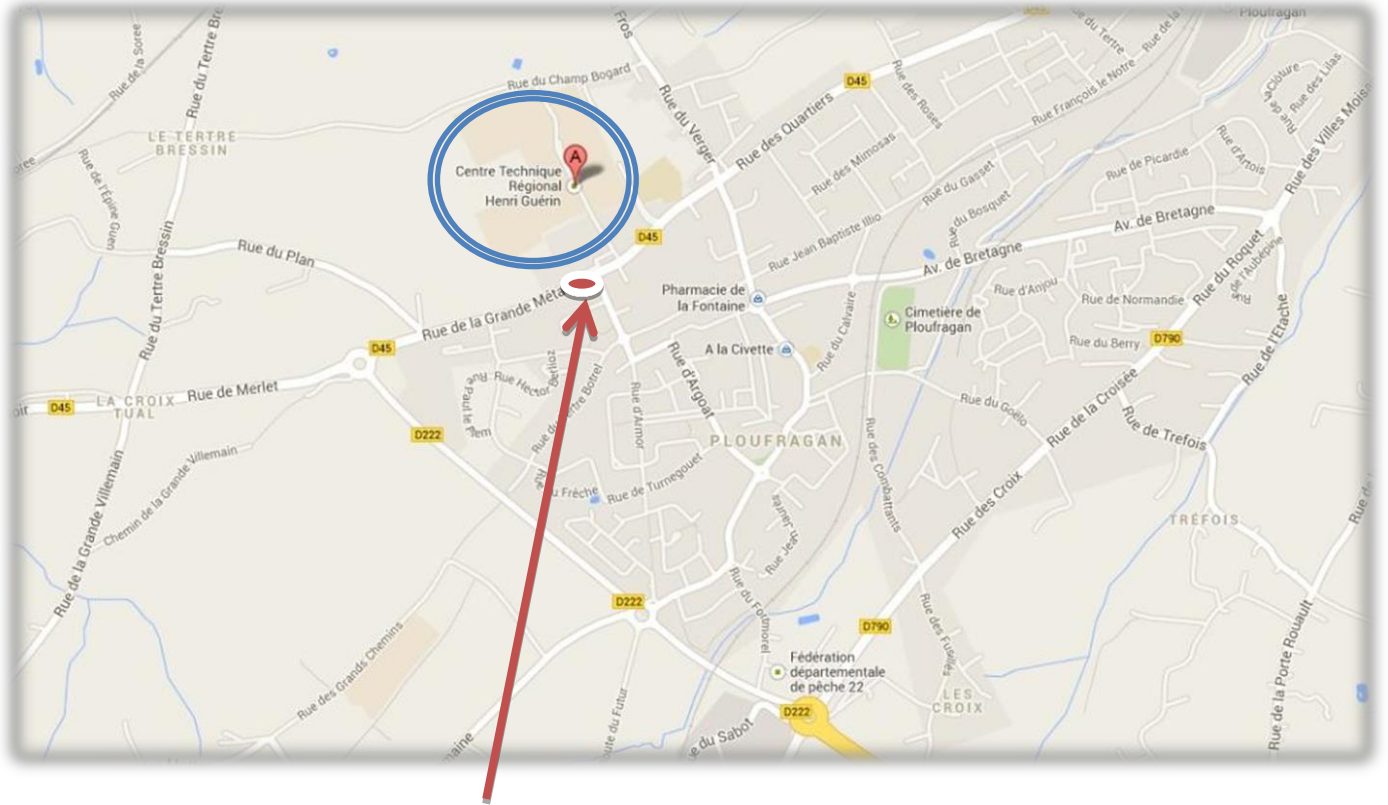 Ploufragan
Rue de la Soree
Rue du Tertre Bre
Fros
Rue du Tertre
Rue de la
D45
Rue du Champ Bogard
Rue des Roses
Rue François le Notre
Rue des Lilas
LE TERTRE
BRESSIN
Rue du Verger
Rue des Quartiers
Rue des Mimosas
Rue d'Artois
Rue des Villes Mois
Rue de Picardie
Rue de l'Épine Guen
A
Centre Technique
Régional
Henri Guérin
Rue du Gasset
Rue du Bosquet
Av. de Bretagne
Rue du Tertre Bressin
Rue du Plan
D45
Rue Jean Baptiste Illio
Av. de Bretagne
Rue du Roquet
Rue de l'Aubépine
Pharmacie de
la Fontaine
Rue d'Anjou
Rue de Normandie
Rue de la Grande Méta
Cimetière de
Ploufragan
Rue du Calvaire
D790
Rue du Berry
Rue de l'Etache
D45
A la Civette
Rue Hector Berlioz
Rue Paul le Flem
Rue d'Argoat
Rue d'Armor
Rue de Merlet
D45
LA CROIX
TUAL
Rue du Goëlo
Rue de la Croisée
Rue de Trefois
D222
PLOUFRAGAN
Rue des Combattants
Chemin de la Grande Villemain
Rue de la Grande Villemain
u Frèche
Rue de Turnegouet
Rue des Croix
TRÉFOIS
Rue Jean Jaurès
D222
Rue du Fortmorel
D790
Rue des Fusillés
Rue des Grands Chemins
Fédération
départementale
de pêche 22
LES
CROIX
Rue de la Porte Rouault
D222
oute du Futur
e du Sabot
maine